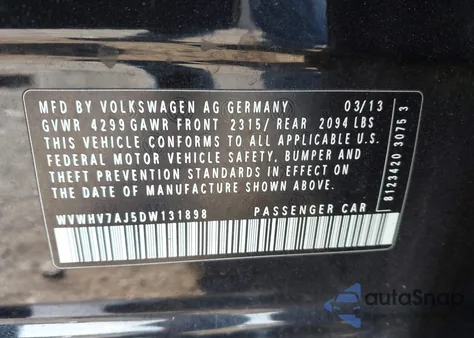 MFD BY VOLKSWAGEN AG GERMANY 03/13
GVWR 4299 GAWR FRONT 2315/ REAR 2094 LBS
THIS VEHICLE CONFORMS TO ALL APPLICABLE U.S.
FEDERAL MOTOR VEHICLE SAFETY, BUMPER AND
THEFT PREVENTION STANDARDS IN EFFECT ON
THE DATE OF MANUFACTURE SHOWN ABOVE.
WVWHV7AJ5DW131898 PASSENGER CAR
8123420 3075 3
autoSnap